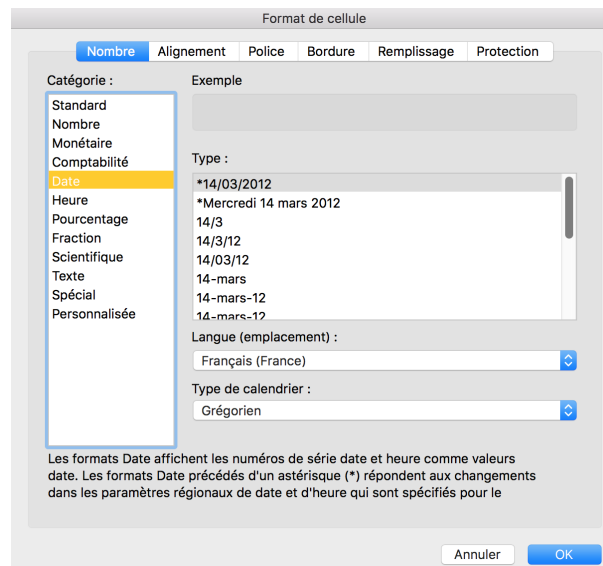 Format de cellule
Nombre Alignement Police Bordure Remplissage Protection
Catégorie :
Standard
Nombre
Monétaire
Comptabilité
Date
Heure
Pourcentage
Fraction
Scientifique
Texte
Spécial
Personnalisée
Exemple
Type :
*14/03/2012
*Mercredi 14 mars 2012
14/3
14/3/12
14/03/12
14-mars
14-mars-12
14-mars-12
Langue (emplacement) :
Français (France)
Type de calendrier :
Grégorien
Les formats Date affichent les numéros de série date et heure comme valeurs
date. Les formats Date précédés d'un astérisque (*) répondent aux changements
dans les paramètres régionaux de date et d'heure qui sont spécifiés pour le
Annuler OK